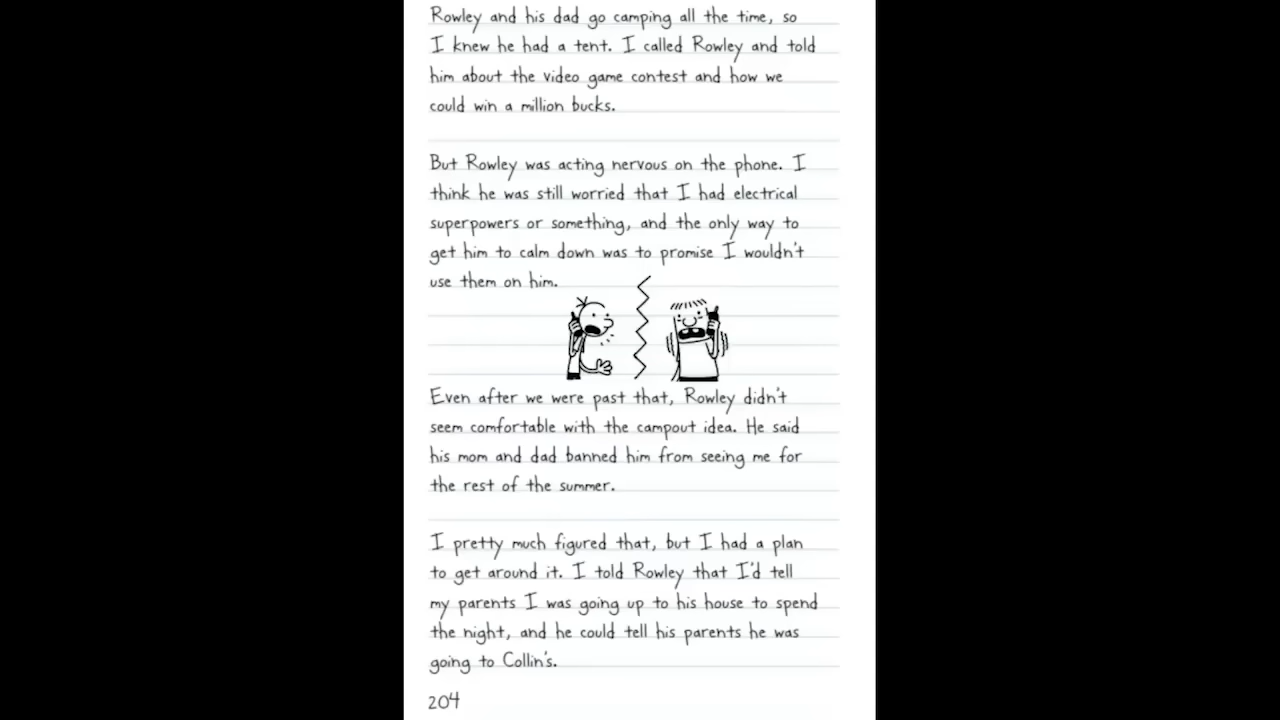 Rowley and his dad go camping all the time, so
I knew he had a tent. I called Rowley and told
him about the video game contest and how we
could win a million bucks.
But Rowley was acting nervous on the phone. I
think he was still worried that I had electrical
superpowers or something, and the only way to
get him to calm down was to promise I wouldn't
use them on him.
Even after we were past that, Rowley didn't
seem comfortable with the campout idea. He said
his mom and dad banned him from seeing me for
the rest of the summer.
I pretty much figured that, but I had a plan
to get around it. I told Rowley that I'd tell
my parents I was going up to his house to spend
the night, and he could tell his parents he was
going to Collin's.
204